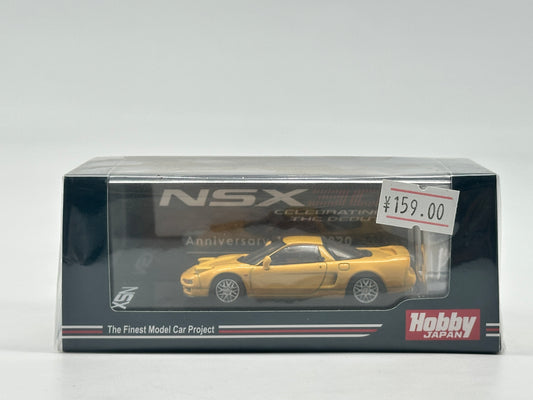 NSX
CELEBRATING
THE DEBUT
¥159.00
Anniversary
NSX
The Finest Model Car Project
Hobby
JAPAN